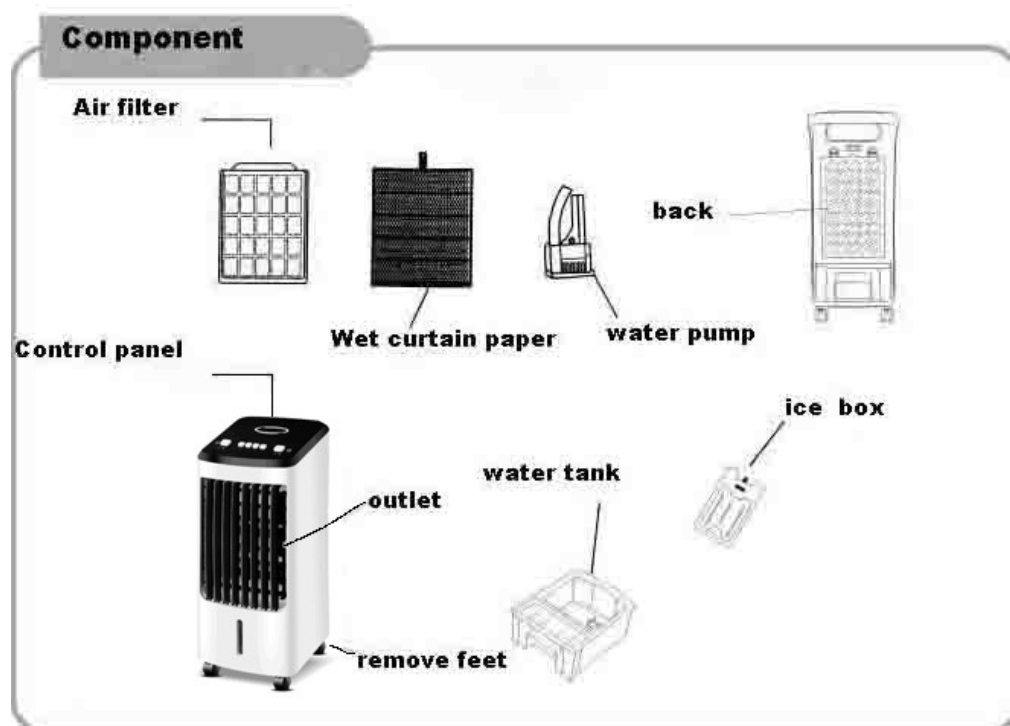 Component
Air filter
back
Wet curtain paper
water pump
Control panel
ice  box
water tank
outlet
remove feet